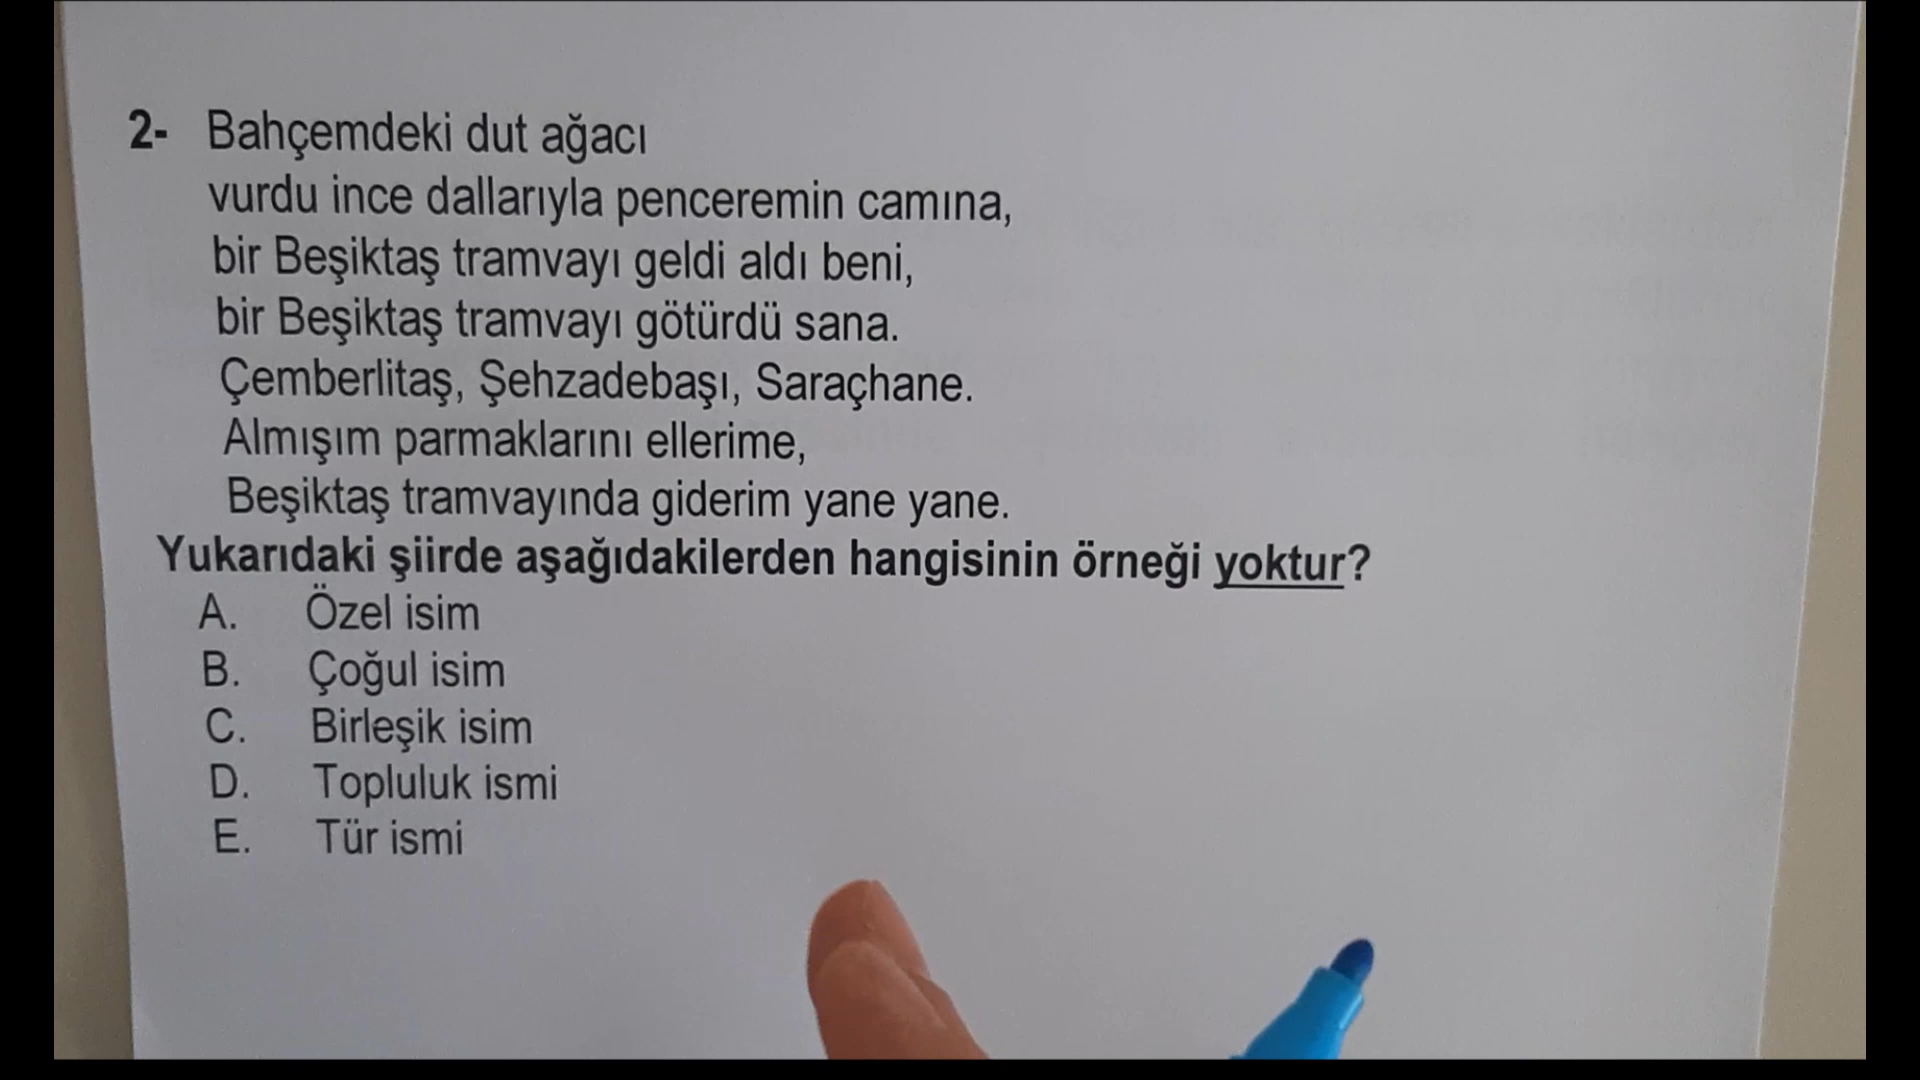 2- Bahçemdeki dut ağacı
vurdu ince dallarıyla penceremin camına,
bir Beşiktaş tramvayı geldi aldı beni,
bir Beşiktaş tramvayı götürdü sana.
Çemberlitaş, Şehzadebaşı, Saraçhane.
Almışım parmaklarını ellerime,
Beşiktaş tramvayında giderim yane yane.
Yukarıdaki şiirde aşağıdakilerden hangisinin örneği yoktur?
A. Özel isim
B. Çoğul isim
C. Birleşik isim
D. Topluluk ismi
E. Tür ismi